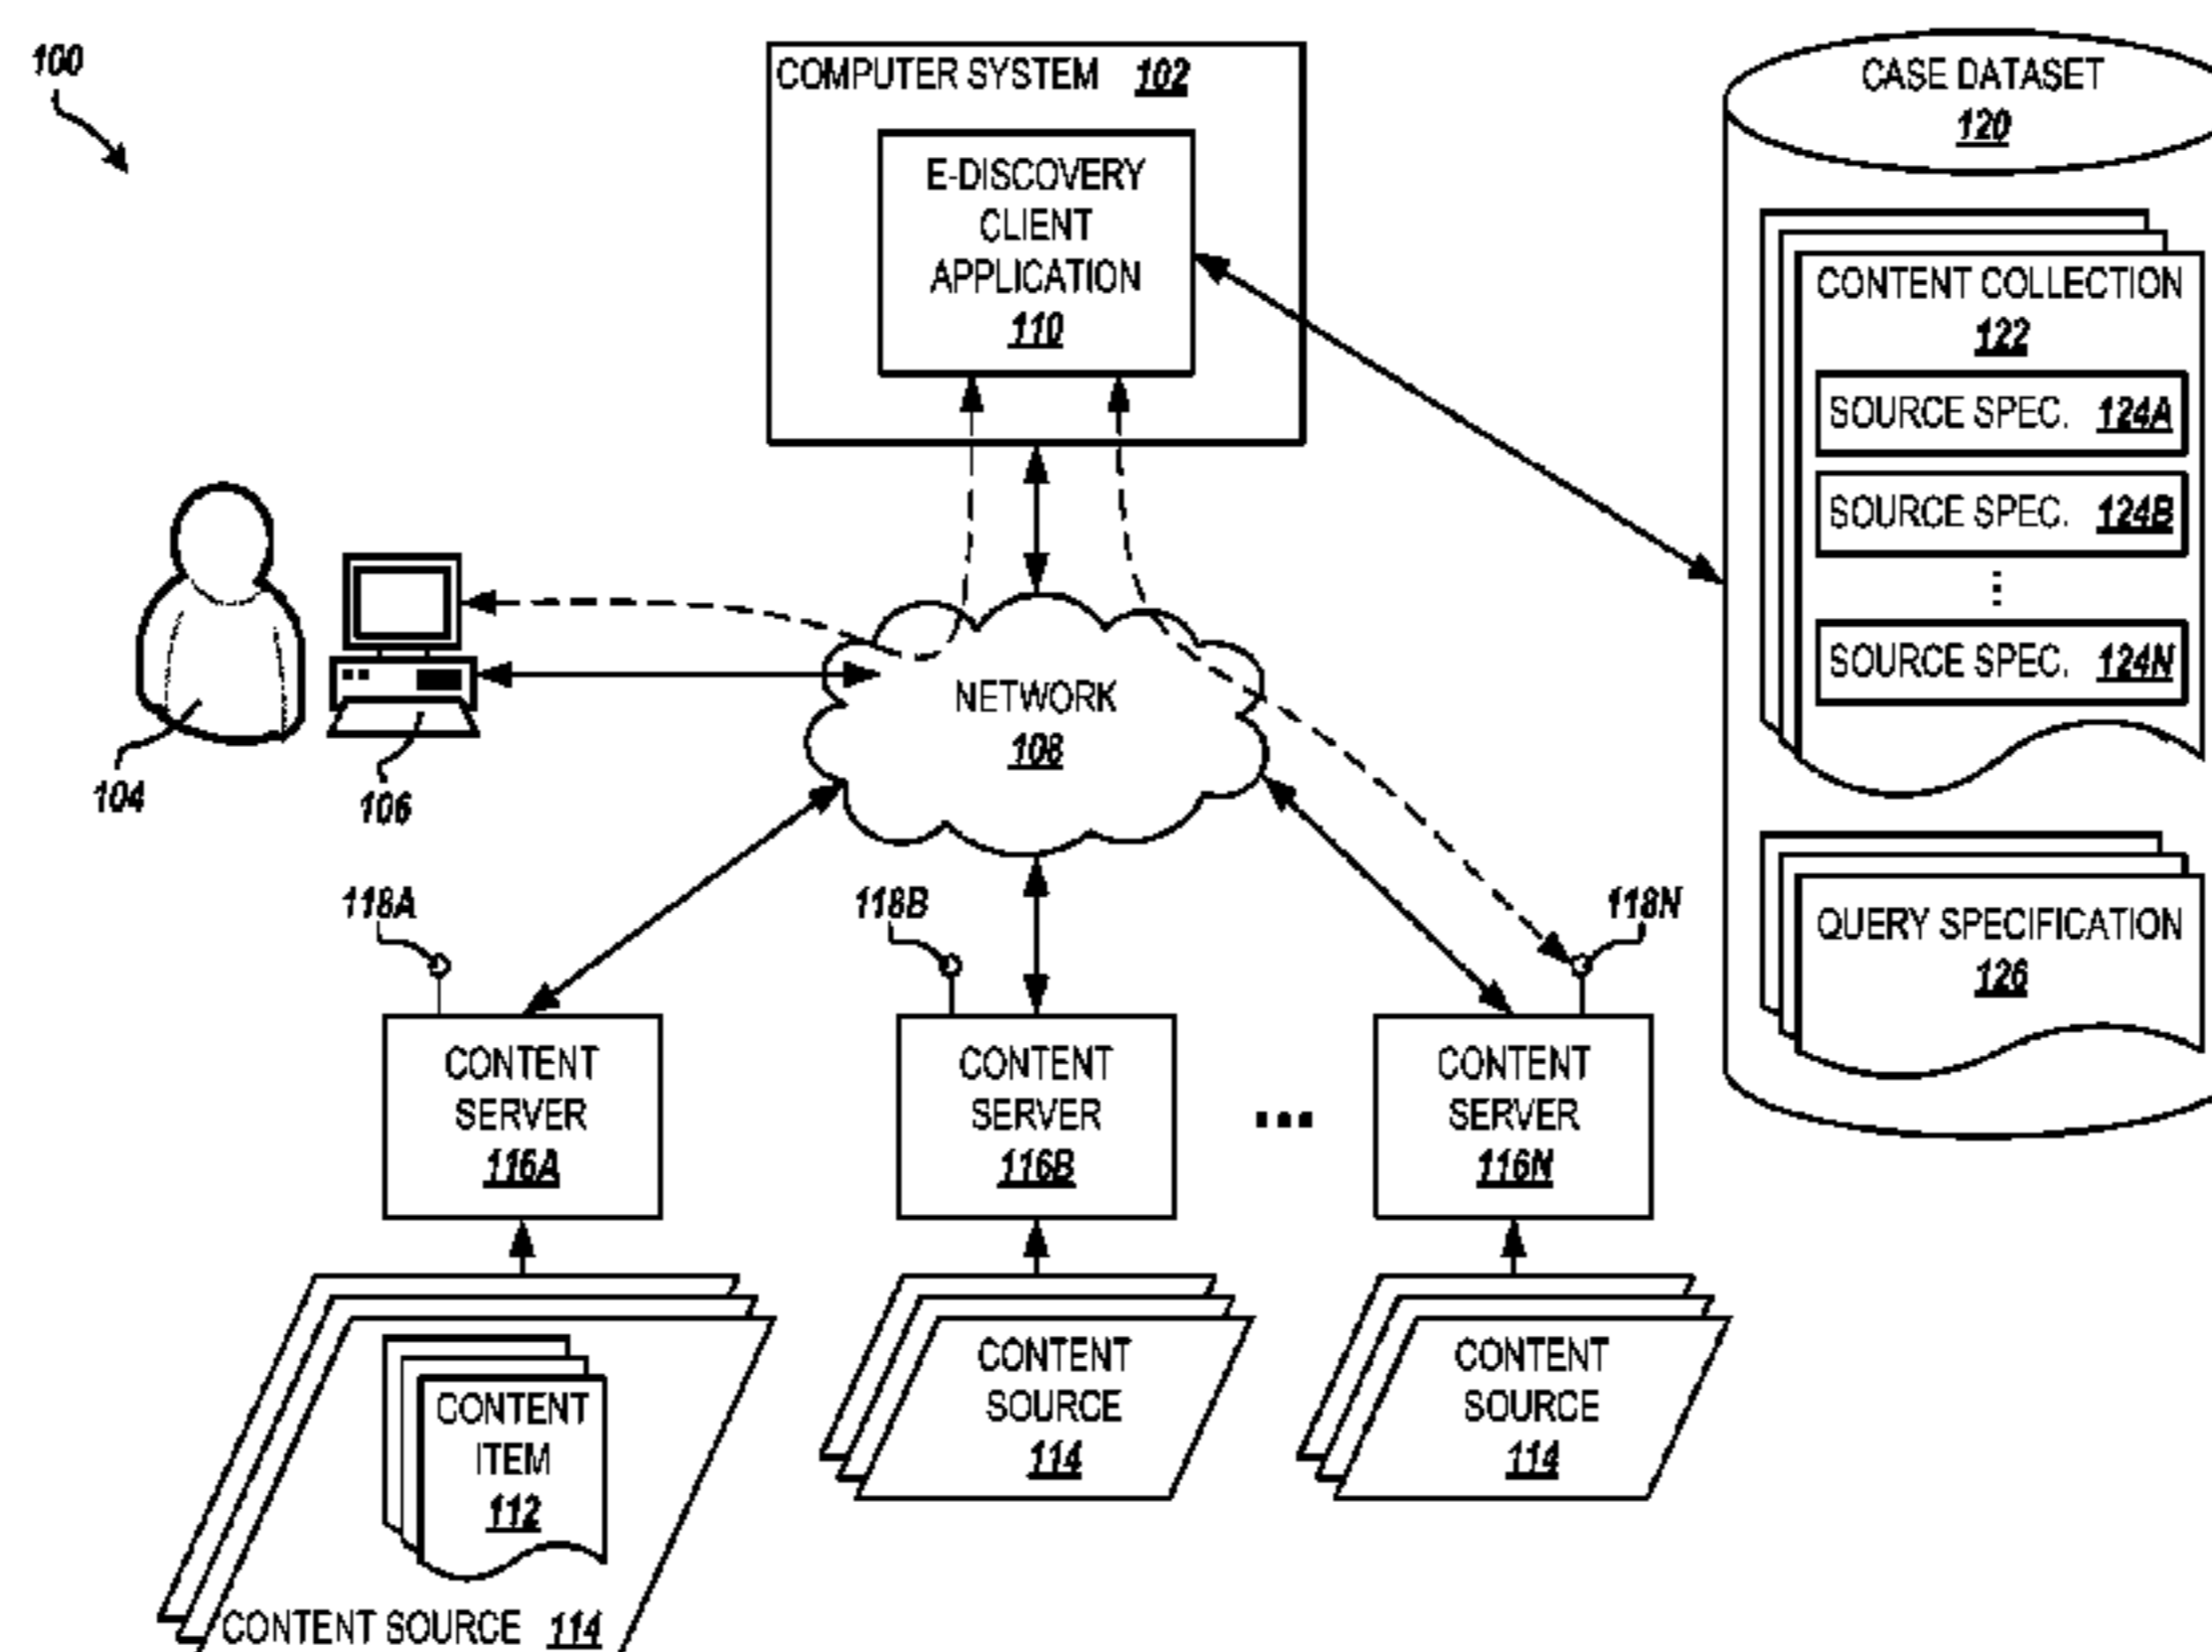 100
COMPUTER SYSTEM 102
E-DISCOVERY
CLIENT
APPLICATION
110
CASE DATASET
120
CONTENT COLLECTION
122
SOURCE SPEC. 124A
SOURCE SPEC. 124B
SOURCE SPEC. 124N
QUERY SPECIFICATION
126
104
106
NETWORK
108
118A
118B
118N
CONTENT
SERVER
116A
CONTENT
SERVER
116B
...
CONTENT
SERVER
116N
CONTENT
ITEM
112
CONTENT SOURCE 114
CONTENT
SOURCE
114
CONTENT
SOURCE
114